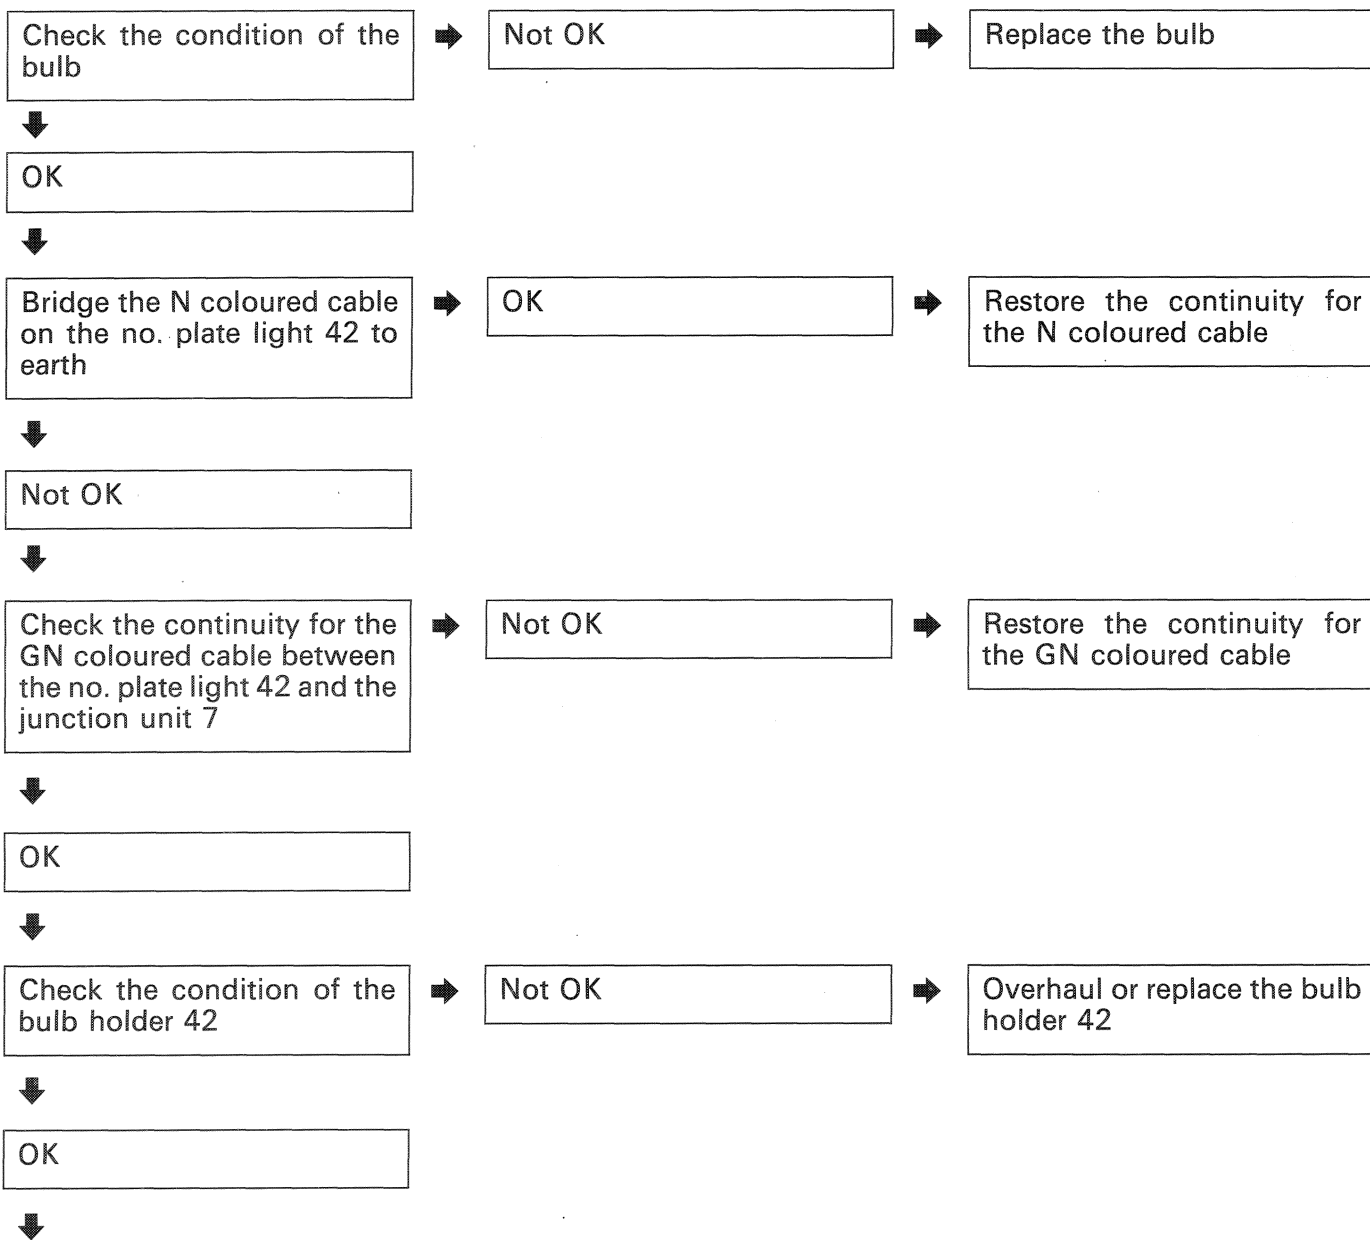 Check the condition of the
bulb
Not OK
Replace the bulb
OK
Bridge the N coloured cable
on the no. plate light 42 to
earth
OK
Restore the continuity for
the N coloured cable
Not OK
Check the continuity for the
GN coloured cable between
the no. plate light 42 and the
junction unit 7
Not OK
Restore the continuity for
the GN coloured cable
OK
Check the condition of the
bulb holder 42
Not OK
Overhaul or replace the bulb
holder 42
OK